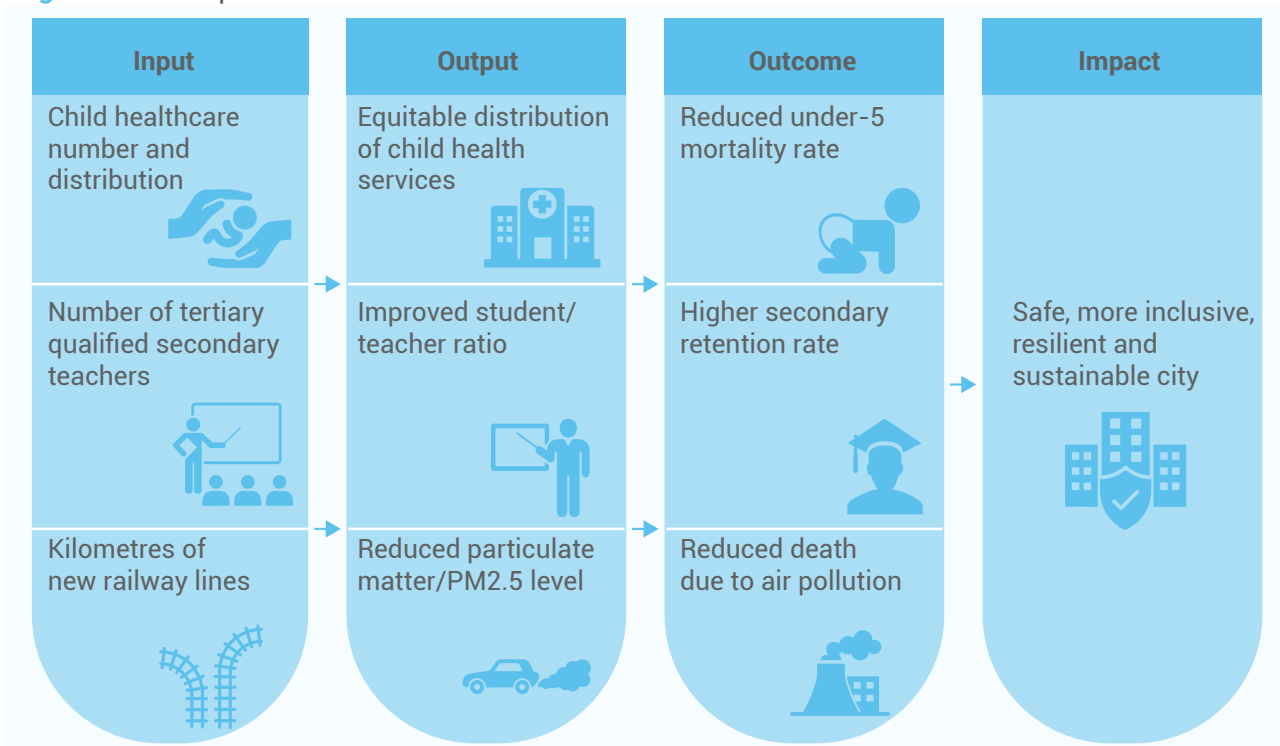 Input
Output
Outcome
Impact
Child healthcare
number and
distribution
Equitable distribution
of child health
services
Reduced under-5
mortality rate
Number of tertiary
qualified secondary
teachers
Improved student/
teacher ratio
Higher secondary
retention rate
Safe, more inclusive,
resilient and
sustainable city
Kilometres of
new railway lines
Reduced particulate
matter/PM2.5 level
Reduced death
due to air pollution